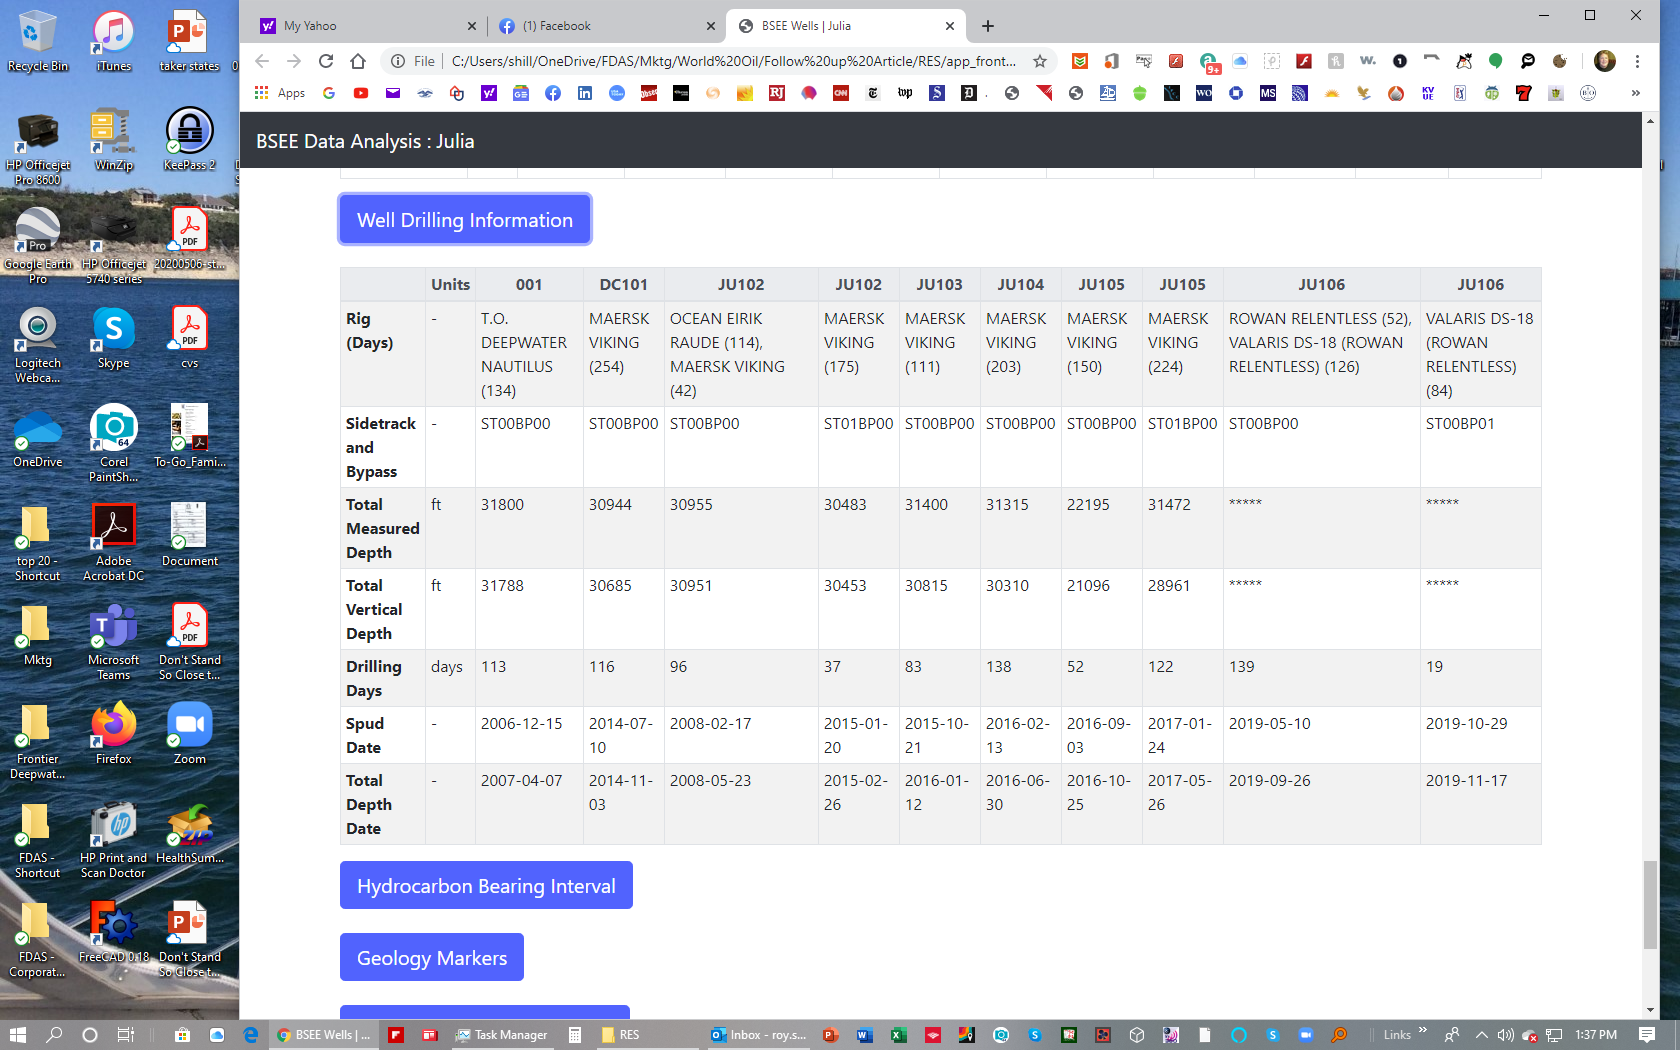 My Yahoo
(1) Facebook
BSEE Wells | Julia
File
C:/Users/shill/OneDrive/FDAS/Mktg/World%20Oil/Follow%20up%20Article/RES/app_front...
Apps
BSEE Data Analysis : Julia
Well Drilling Information
Units 001 DC101 JU102 JU102 JU103 JU104 JU105 JU105 JU106 JU106
Rig (Days) - T.O. DEEPWATER NAUTILUS (134) MAERSK VIKING (254) OCEAN EIRIK RAUDE (114), MAERSK VIKING (42) MAERSK VIKING (175) MAERSK VIKING (111) MAERSK VIKING (203) MAERSK VIKING (150) MAERSK VIKING (224) ROWAN RELENTLESS (52), VALARIS DS-18 (ROWAN RELENTLESS) (126) VALARIS DS-18 (ROWAN RELENTLESS) (84)
Sidetrack and Bypass - ST00BP00 ST00BP00 ST00BP00 ST01BP00 ST00BP00 ST00BP00 ST00BP00 ST01BP00 ST00BP00 ST00BP01
Total Measured Depth ft 31800 30944 30955 30483 31400 31315 22195 31472 ***** *****
Total Vertical Depth ft 31788 30685 30951 30453 30815 30310 21096 28961 ***** *****
Drilling Days days 113 116 96 37 83 138 52 122 139 19
Spud Date - 2006-12-15 2014-07-10 2008-02-17 2015-01-20 2015-10-21 2016-02-13 2016-09-03 2017-01-24 2019-05-10 2019-10-29
Total Depth Date - 2007-04-07 2014-11-03 2008-05-23 2015-02-26 2016-01-12 2016-06-30 2016-10-25 2017-05-26 2019-09-26 2019-11-17
Hydrocarbon Bearing Interval
Geology Markers
Recycle Bin
iTunes
taker states
HP Officejet Pro 8600
WinZip
KeePass 2
Google Earth Pro
HP Officejet 5740 series
20200506-st...
Logitech Webca...
Skype
cvs
OneDrive
Corel PaintSh...
To-Go_Fami...
top 20 - Shortcut
Adobe Acrobat DC
Document
Mktg
Microsoft Teams
Don't Stand So Close t...
Frontier Deepwat...
Firefox
Zoom
FDAS - Shortcut
HP Print and Scan Doctor
HealthSum...
FDAS - Corporat...
FreeCAD 0.18
Don't Stand So Close t...
BSEE Wells | ...
Task Manager
RES
Inbox - roy.s...
Links
1:37 PM